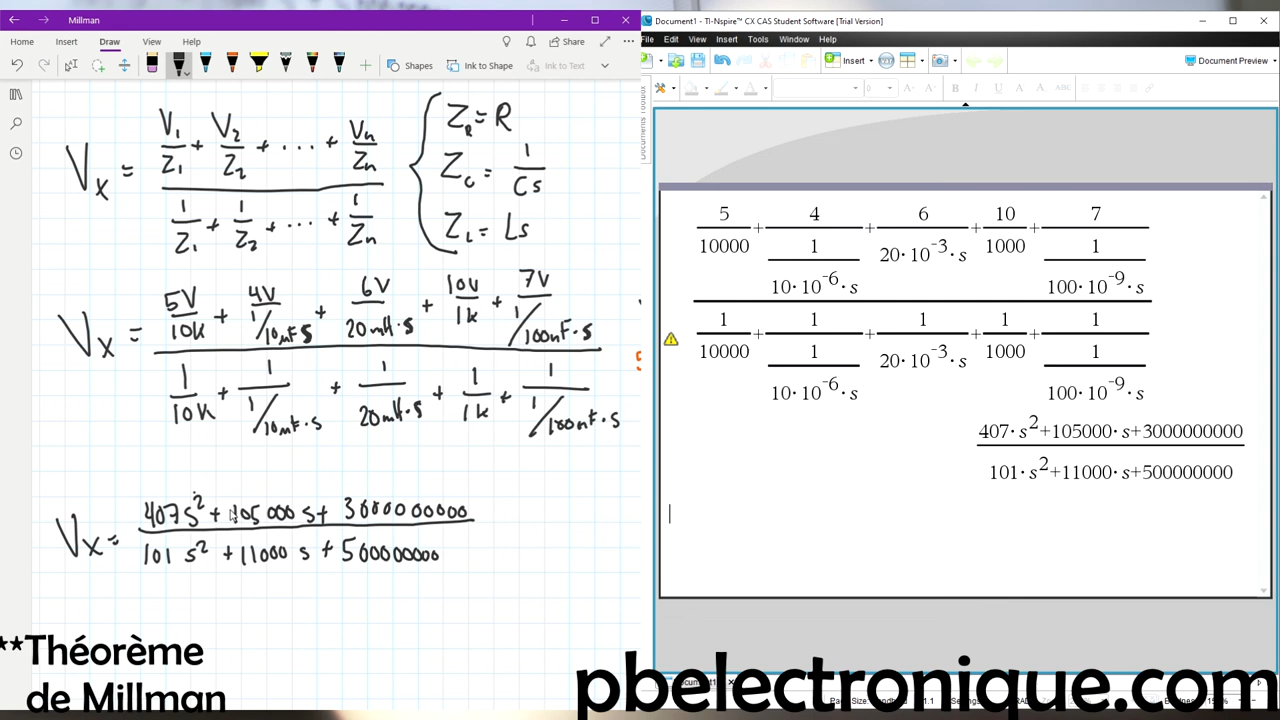 Millman
Home Insert Draw View Help Share
Shapes Ink to Shape Ink to Text
Vx = (V1/Z1 + V2/Z2 + ... + Vn/Zn) / (1/Z1 + 1/Z2 + ... + 1/Zn)
ZR = R
ZC = 1/Cs
ZL = Ls
Vx = (5V/10k + 4V/(1/10mF s) + 6V/(20mH·s) + 10V/1k + 7V/(1/100nF·s)) / (1/10k + 1/(1/10mF·s) + 1/(20mH·s) + 1/1k + 1/(1/100nF·s))
Vx = (407 s² + 105 000 s + 3000000000) / (101 s² + 11000 s + 500000000)
**Théorème
de Millman
Document1 - TI-Nspire™ CX CAS Student Software [Trial Version]
File Edit View Insert Tools Window Help
Insert Document Preview
Documents Toolbox
(5/10000 + 4/(1/(10·10^-6·s)) + 6/(20·10^-3·s) + 10/1000 + 7/(1/(100·10^-9·s))) / (1/10000 + 1/(1/(10·10^-6·s)) + 1/(20·10^-3·s) + 1/1000 + 1/(1/(100·10^-9·s)))
(407·s²+105000·s+3000000000) / (101·s²+11000·s+500000000)
pbelectronique.com